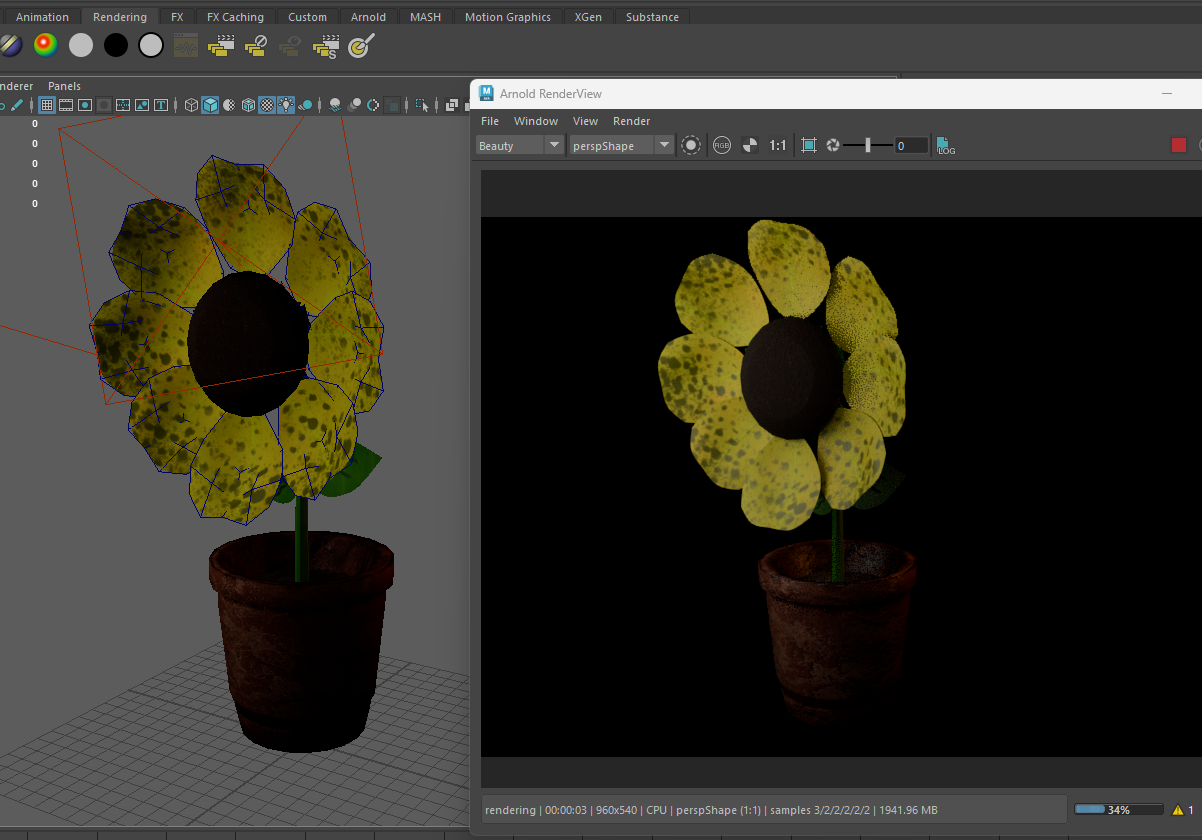 Animation Rendering FX FX Caching Custom Arnold MASH Motion Graphics XGen Substance
S
nderer Panels
T
0
0
0
0
0
M Arnold RenderView
File Window View Render
Beauty perspShape RGB 1:1 0 LOG
rendering | 00:00:03 | 960x540 | CPU | perspShape (1:1) | samples 3/2/2/2/2/2 | 1941.96 MB 34% 1